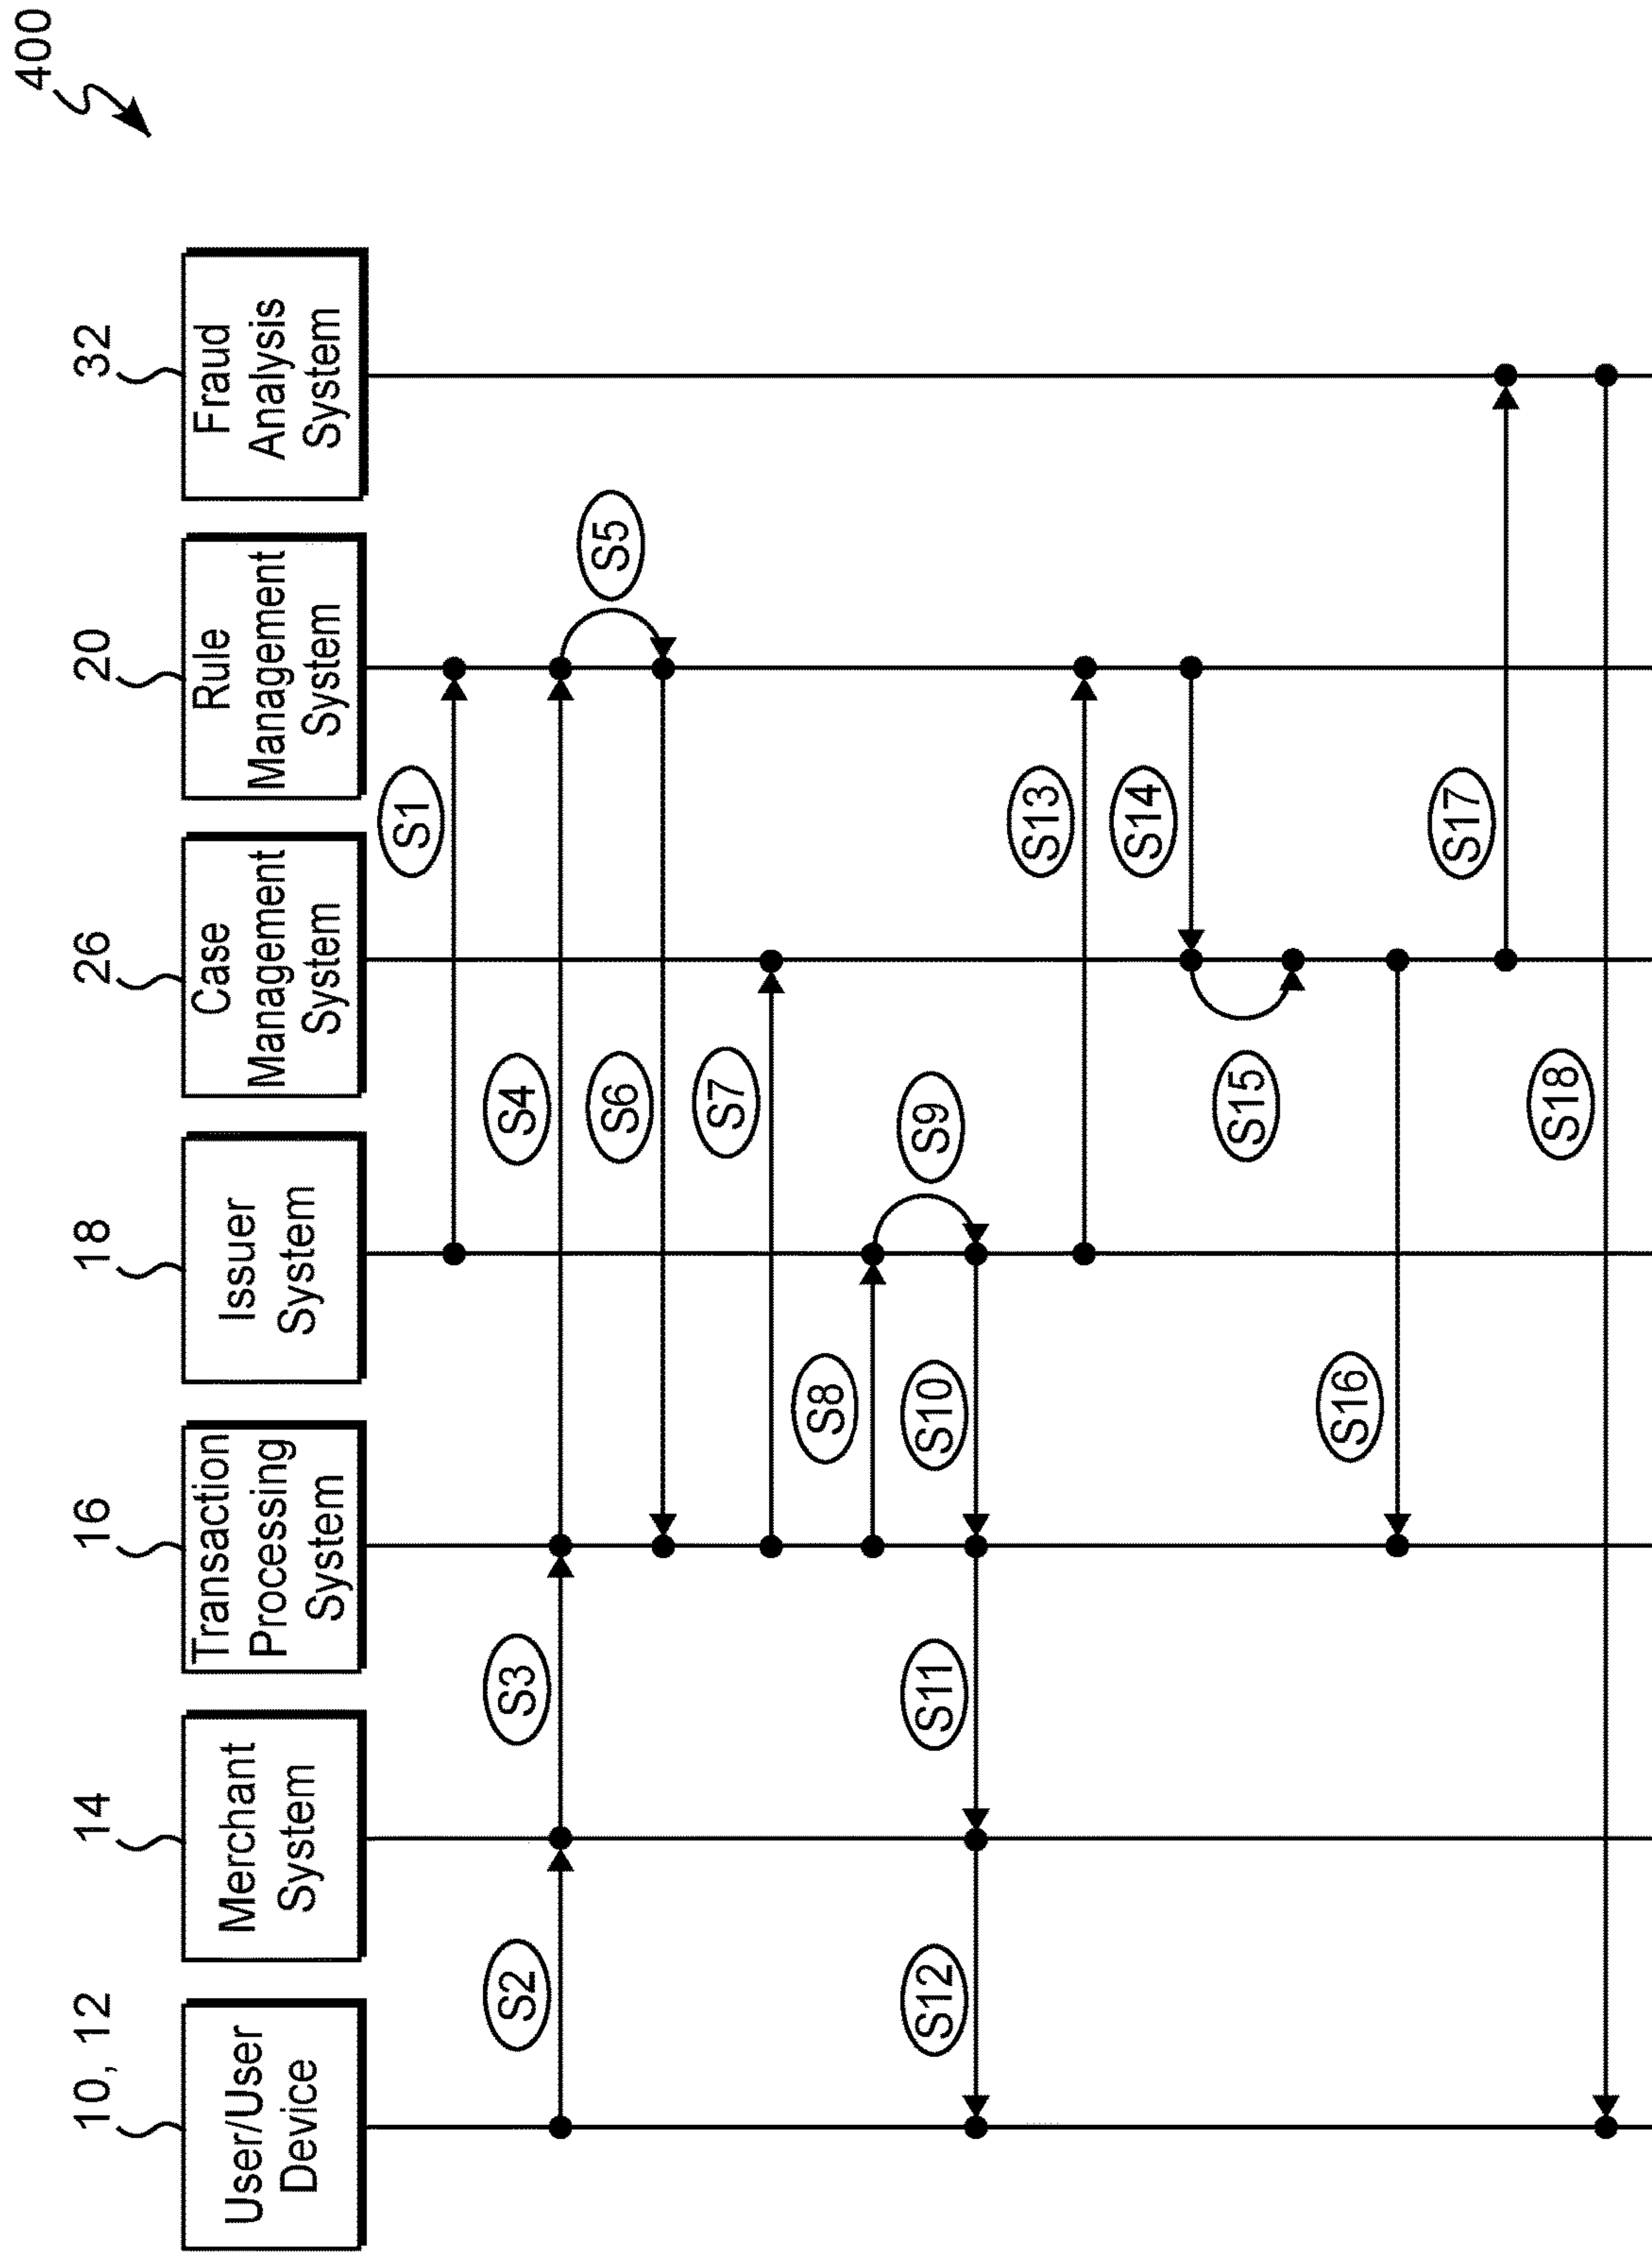 400
10, 12
14
16
18
26
20
32
User/User
Device
Merchant
System
Transaction
Processing
System
Issuer
System
Case
Management
System
Rule
Management
System
Fraud
Analysis
System
S1
S2
S3
S4
S5
S6
S7
S8
S9
S10
S11
S12
S13
S14
S15
S16
S17
S18